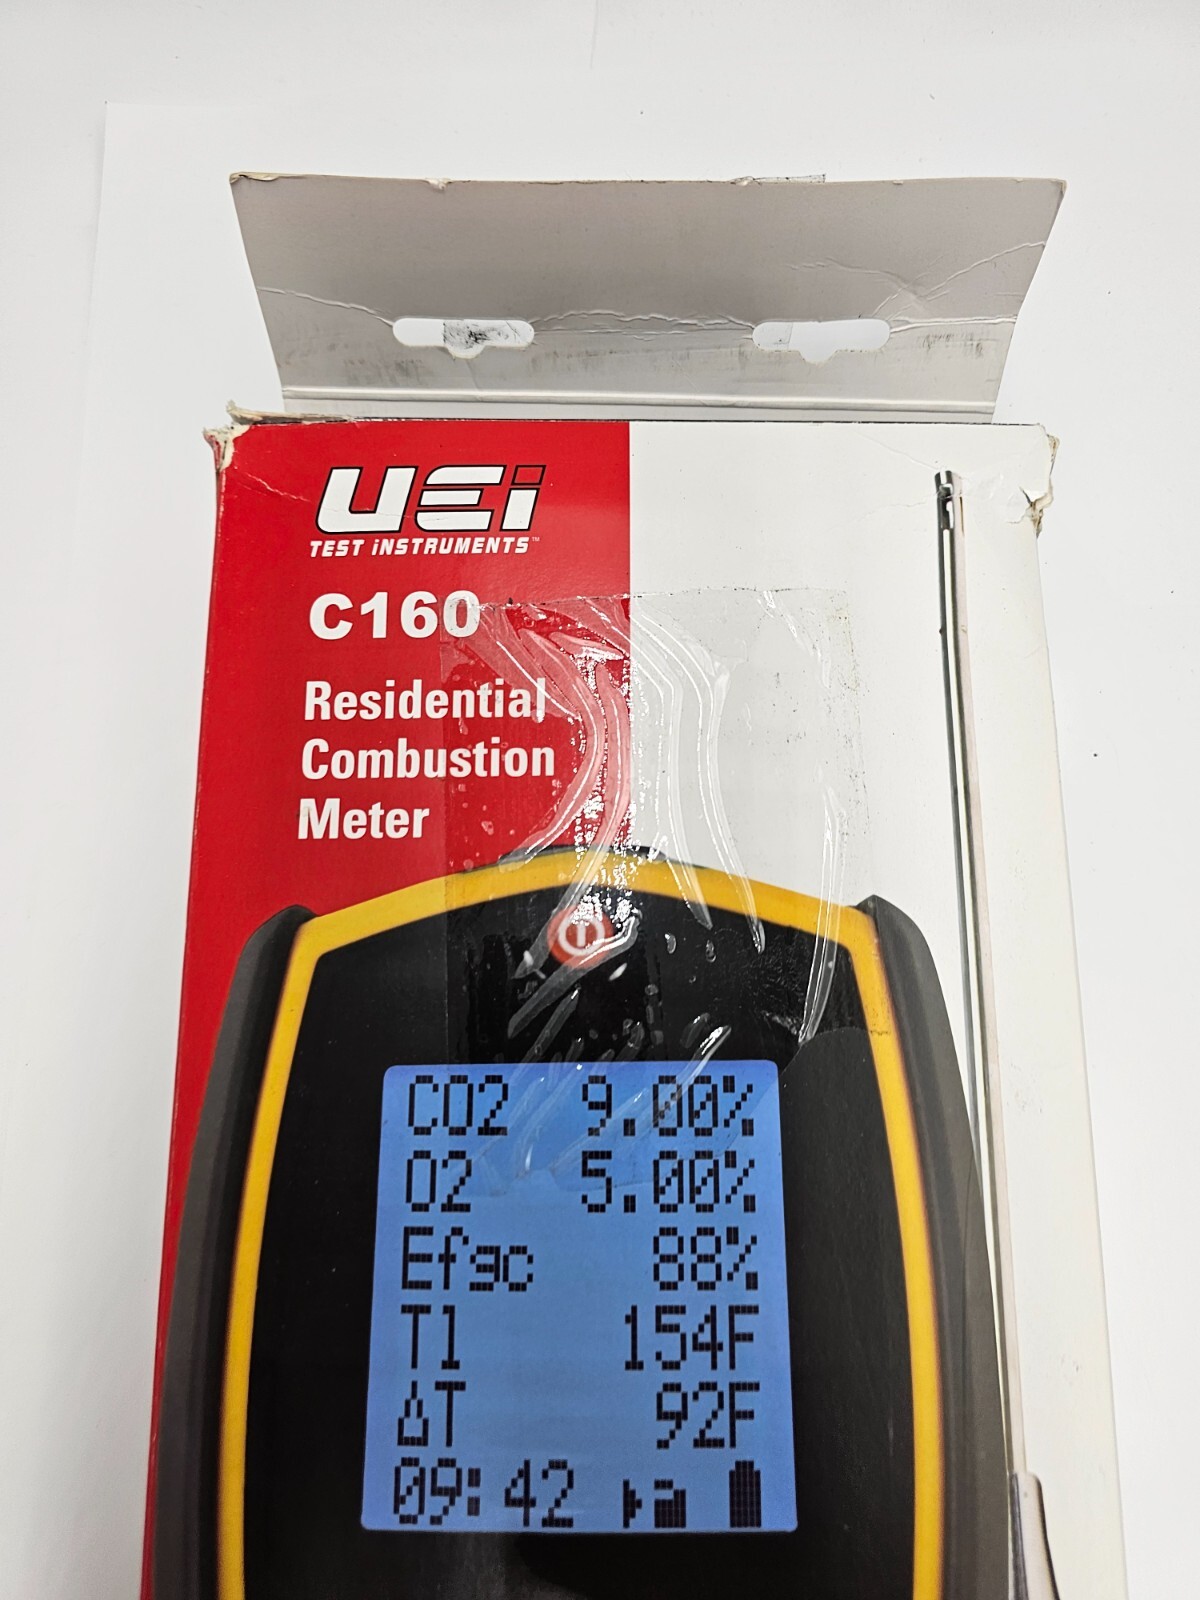 UEi
TEST iNSTRUMENTS™
C160
Residential
Combustion
Meter
CO2 9.00%
O2 5.00%
Efgc 88%
T1 154F
ΔT 92F
09:42